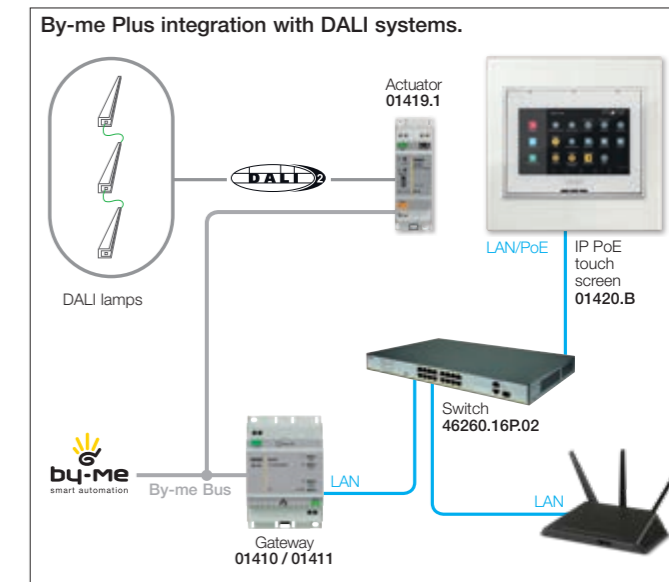 By-me Plus integration with DALI systems.
Actuator
01419.1
DALI 2
LAN/PoE
IP PoE
touch
screen
01420.B
DALI lamps
Switch
46260.16P.02
by-me
smart automation
By-me Bus
LAN
LAN
Gateway
01410 / 01411